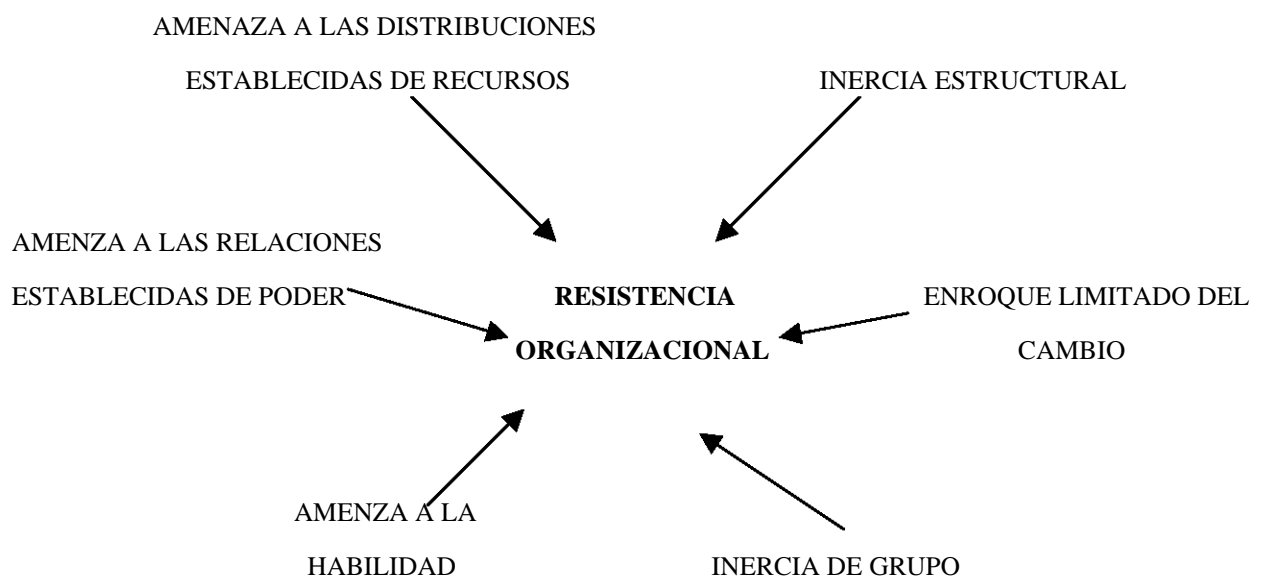 AMENAZA A LAS DISTRIBUCIONES
ESTABLECIDAS DE RECURSOS
INERCIA ESTRUCTURAL
AMENZA A LAS RELACIONES
ESTABLECIDAS DE PODER
RESISTENCIA
ORGANIZACIONAL
ENROQUE LIMITADO DEL
CAMBIO
AMENZA A LA
HABILIDAD
INERCIA DE GRUPO